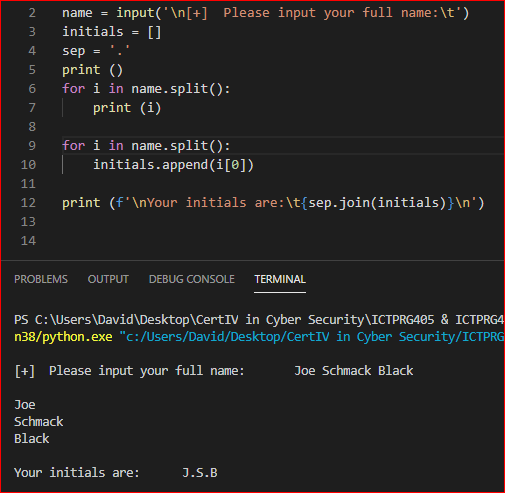 2 name = input('\n[+]  Please input your full name:\t')
3 initials = []
4 sep = '.'
5 print ()
6 for i in name.split():
7     print (i)
8
9 for i in name.split():
10     initials.append(i[0])
11
12 print (f'\nYour initials are:\t{sep.join(initials)}\n')
13
14
PROBLEMS OUTPUT DEBUG CONSOLE TERMINAL
PS C:\Users\David\Desktop\CertIV in Cyber Security\ICTPRG405 & ICTPRG4
n38/python.exe "c:/Users/David/Desktop/CertIV in Cyber Security/ICTPRG
[+]  Please input your full name:       Joe Schmack Black
Joe
Schmack
Black
Your initials are:      J.S.B